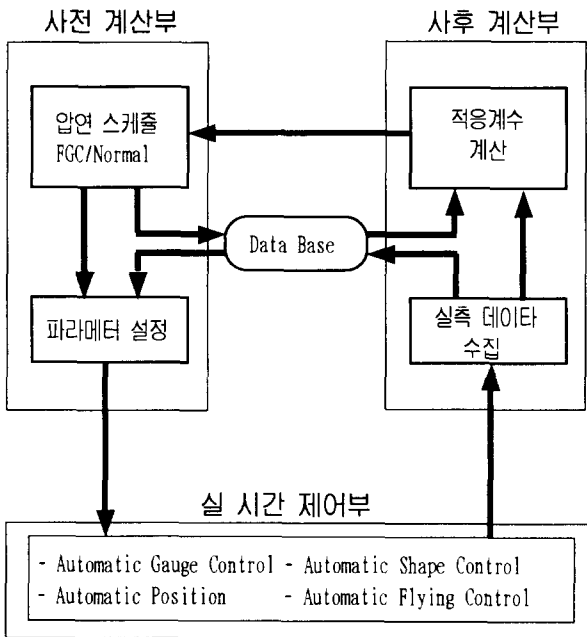 사전 계산부
사후 계산부
압연 스케쥴
FGC/Normal
적응계수
계산
Data Base
파라메터 설정
실측 데이타
수집
실 시간 제어부
- Automatic Gauge Control - Automatic Shape Control
- Automatic Position - Automatic Flying Control